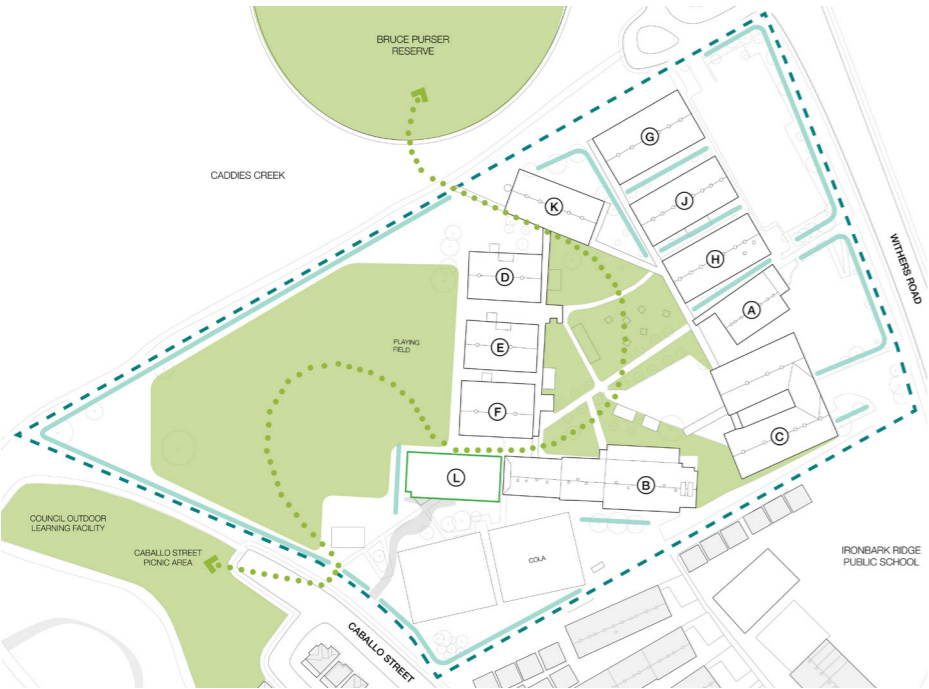 BRUCE PURSER
RESERVE
CADDIES CREEK
G
K
J
WITHERS ROAD
H
D
A
E
PLAYING
FIELD
F
C
L
B
COUNCIL OUTDOOR
LEARNING FACILITY
CABALLO STREET
PICNIC AREA
COLA
IRONBARK RIDGE
PUBLIC SCHOOL
CABALLO STREET